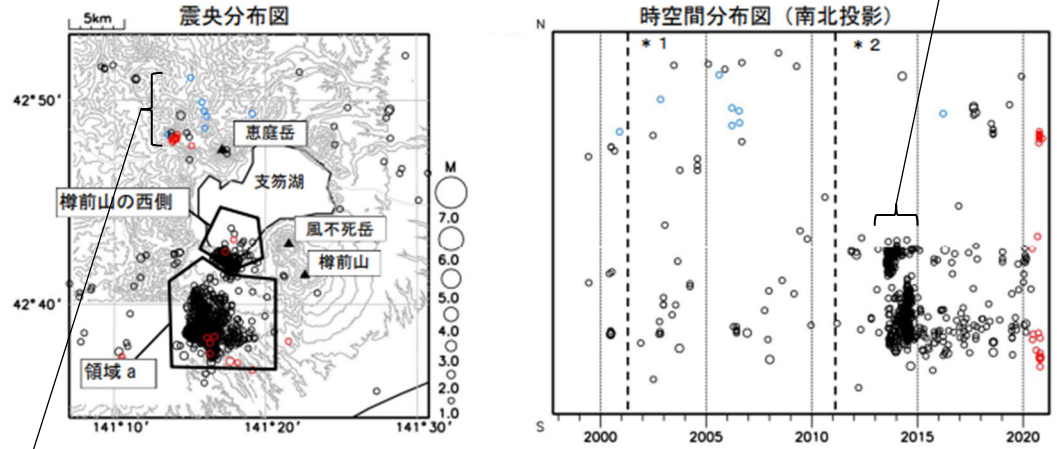 震央分布図
5km
42°50'
42°40'
恵庭岳
支笏湖
樽前山の西側
風不死岳
樽前山
領域a
141°10'
141°20'
141°30'
M
7.0
6.0
5.0
4.0
3.0
2.0
1.0
時空間分布図（南北投影）
N
＊1
＊2
S
2000
2005
2010
2015
2020